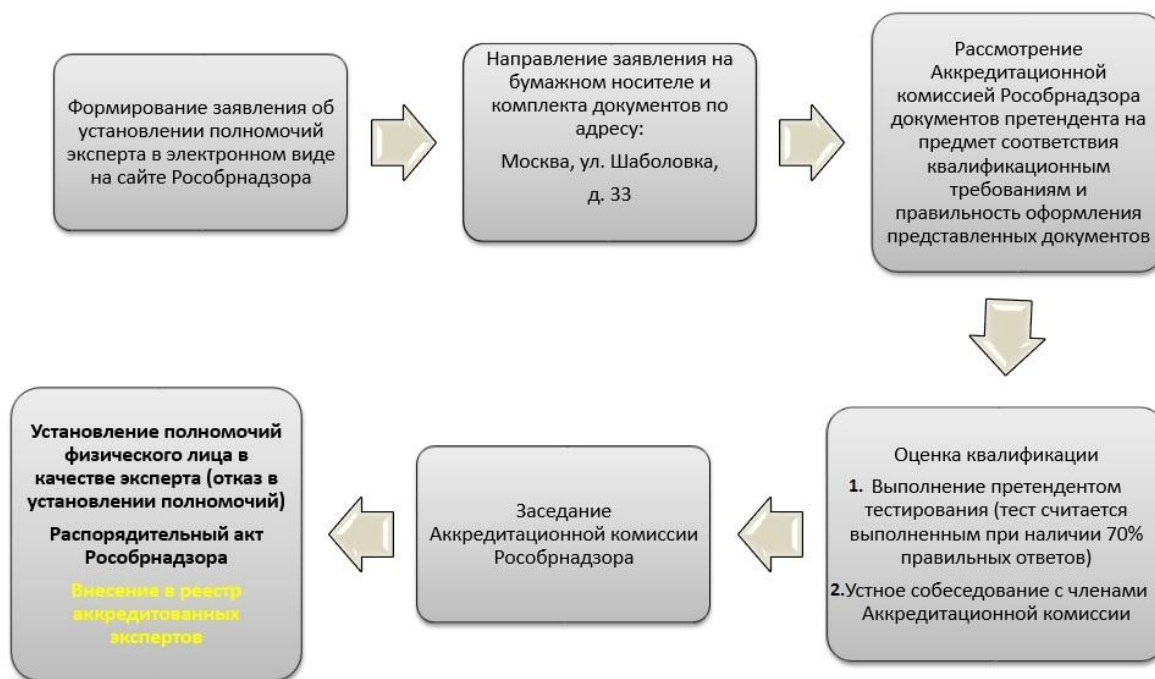 Формирование заявления об
установлении полномочий
эксперта в электронном виде
на сайте Рособрнадзора
Направление заявления на
бумажном носителе и
комплекта документов по
адресу:
Москва, ул. Шаболовка,
д. 33
Рассмотрение
Аккредитационной
комиссией Рособрнадзора
документов претендента на
предмет соответствия
квалификационным
требованиям и
правильность оформления
представленных документов
Оценка квалификации
1. Выполнение претендентом
тестирования (тест считается
выполненным при наличии 70%
правильных ответов)
2.Устное собеседование с членами
Аккредитационной комиссии
Заседание
Аккредитационной комиссии
Рособрнадзора
Установление полномочий
физического лица в
качестве эксперта (отказ в
установлении полномочий)
Распорядительный акт
Рособрнадзора
Внесение в реестр
аккредитованных
экспертов